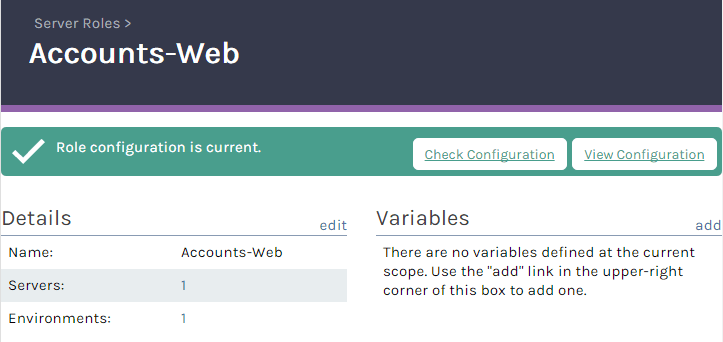 Server Roles >
Accounts-Web
Role configuration is current.
Check Configuration
View Configuration
Details
edit
Name: Accounts-Web
Servers: 1
Environments: 1
Variables
add
There are no variables defined at the current
scope. Use the "add" link in the upper-right
corner of this box to add one.